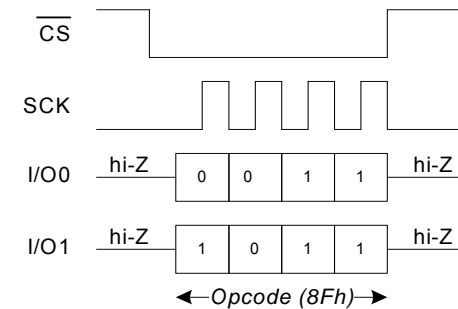 CS
SCK
I/O0 hi-Z 0 0 1 1 hi-Z
I/O1 hi-Z 1 0 1 1 hi-Z
Opcode (8Fh)